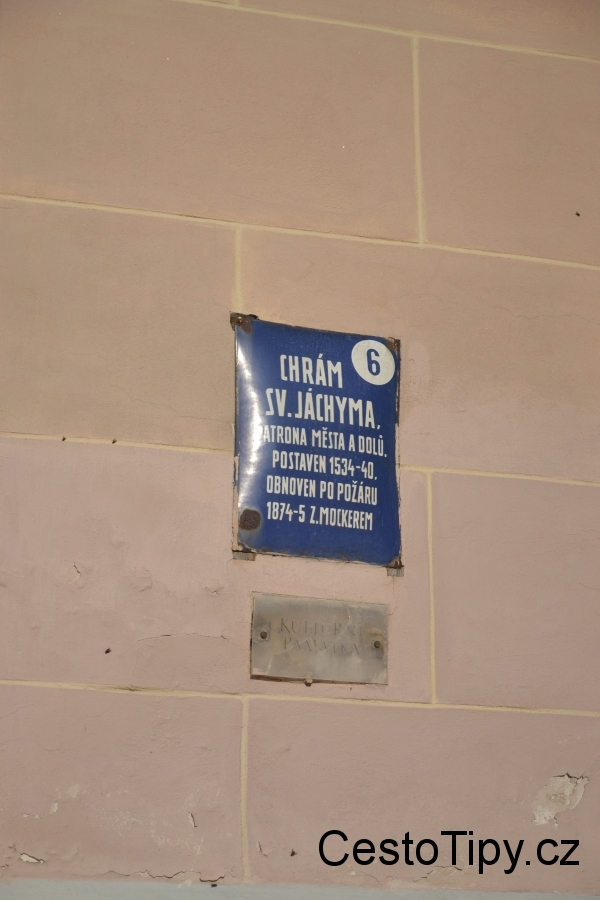 6
CHRÁM
SV. JÁCHYMA,
ATRONA MĚSTA A DOLŮ.
POSTAVEN 1534-40,
OBNOVEN PO POŽÁRU
1874-5 Z.MOCKEREM
KULTURNÍ
PAMÁTKA
CestoTipy.cz